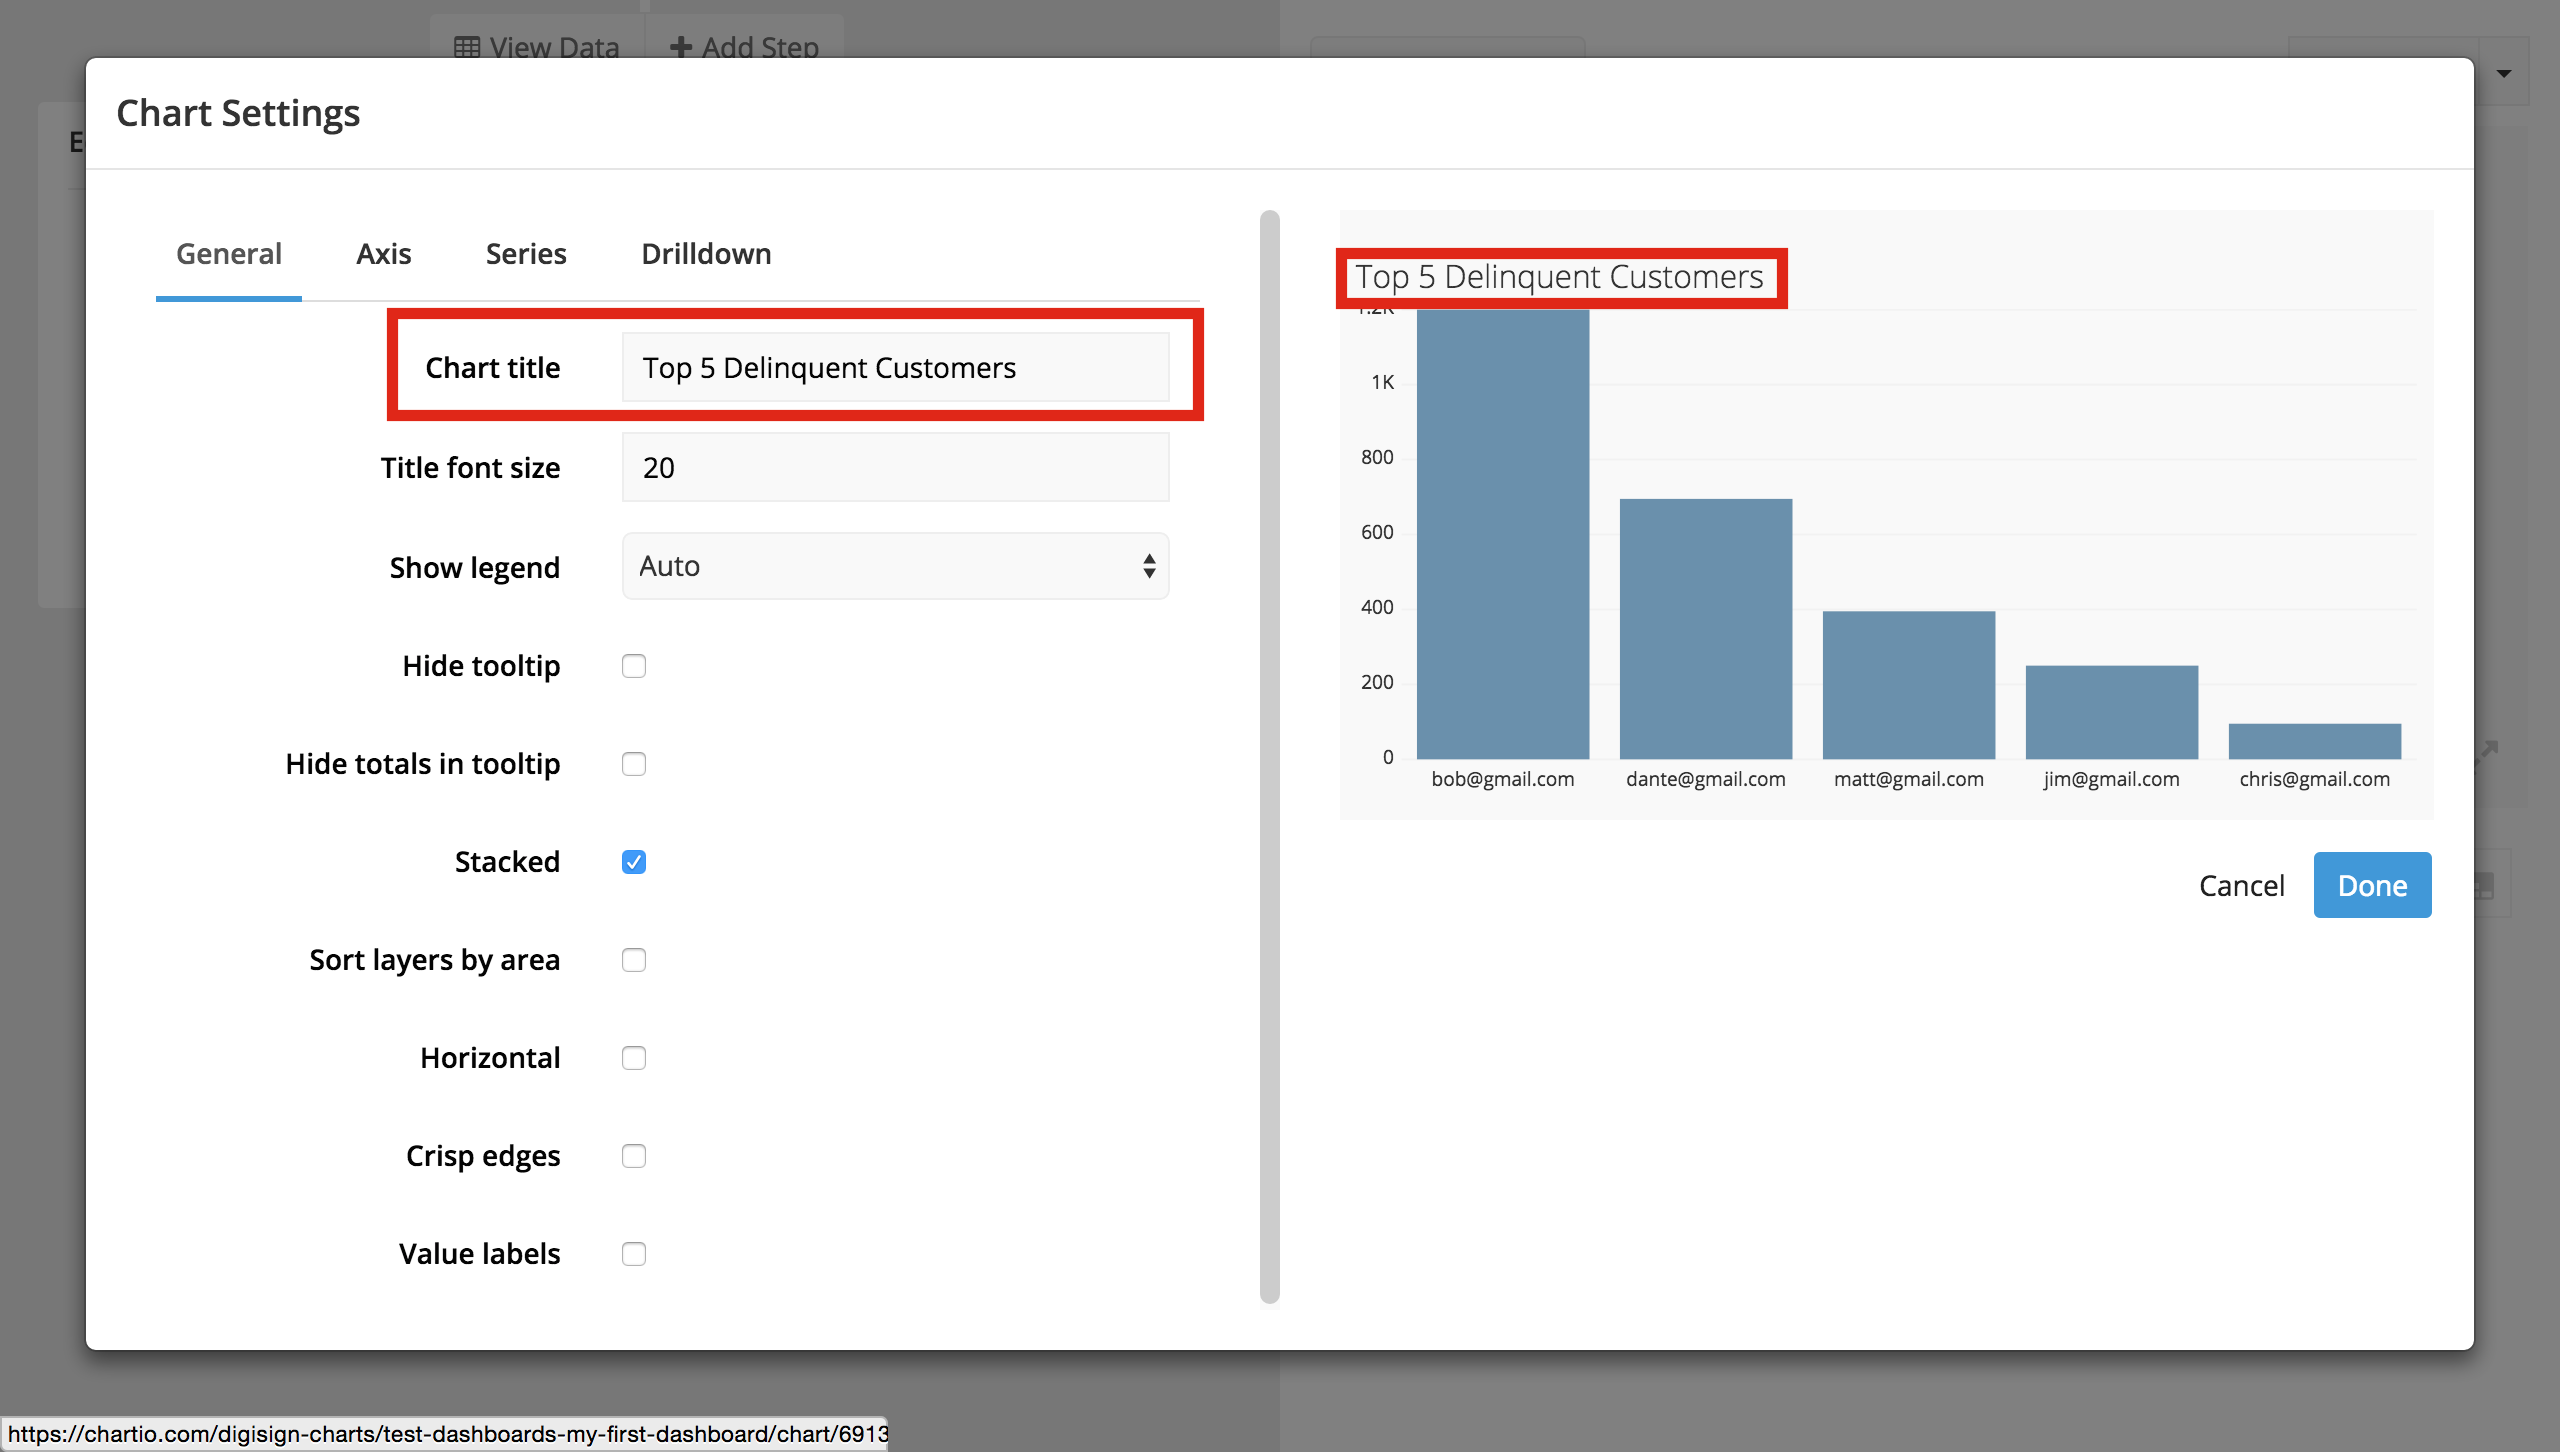 View Data
Add Step
Chart Settings
General
Axis
Series
Drilldown
Chart title
Top 5 Delinquent Customers
Title font size
20
Show legend
Auto
Hide tooltip
Hide totals in tooltip
Stacked
Sort layers by area
Horizontal
Crisp edges
Value labels
Top 5 Delinquent Customers
1.2K
1K
800
600
400
200
0
bob@gmail.com
dante@gmail.com
matt@gmail.com
jim@gmail.com
chris@gmail.com
Cancel
Done
https://chartio.com/digisign-charts/test-dashboards-my-first-dashboard/chart/6913